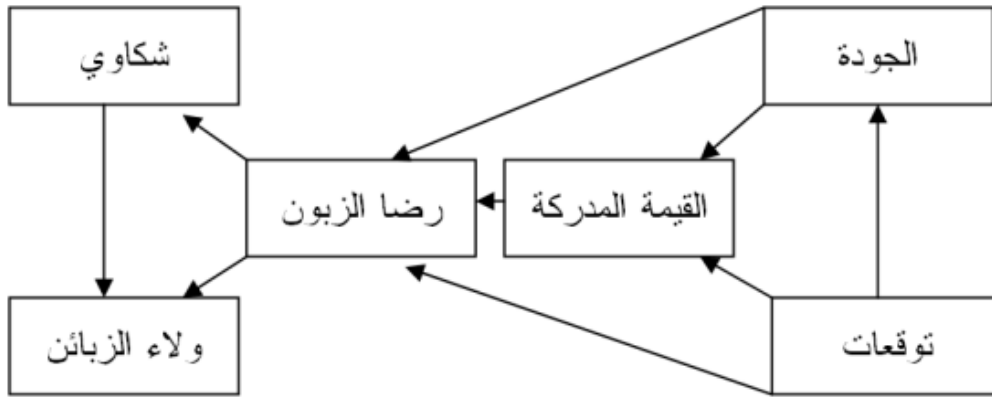 الجودة
شكاوي
القيمة المدركة
رضا الزبون
توقعات
ولاء الزبائن